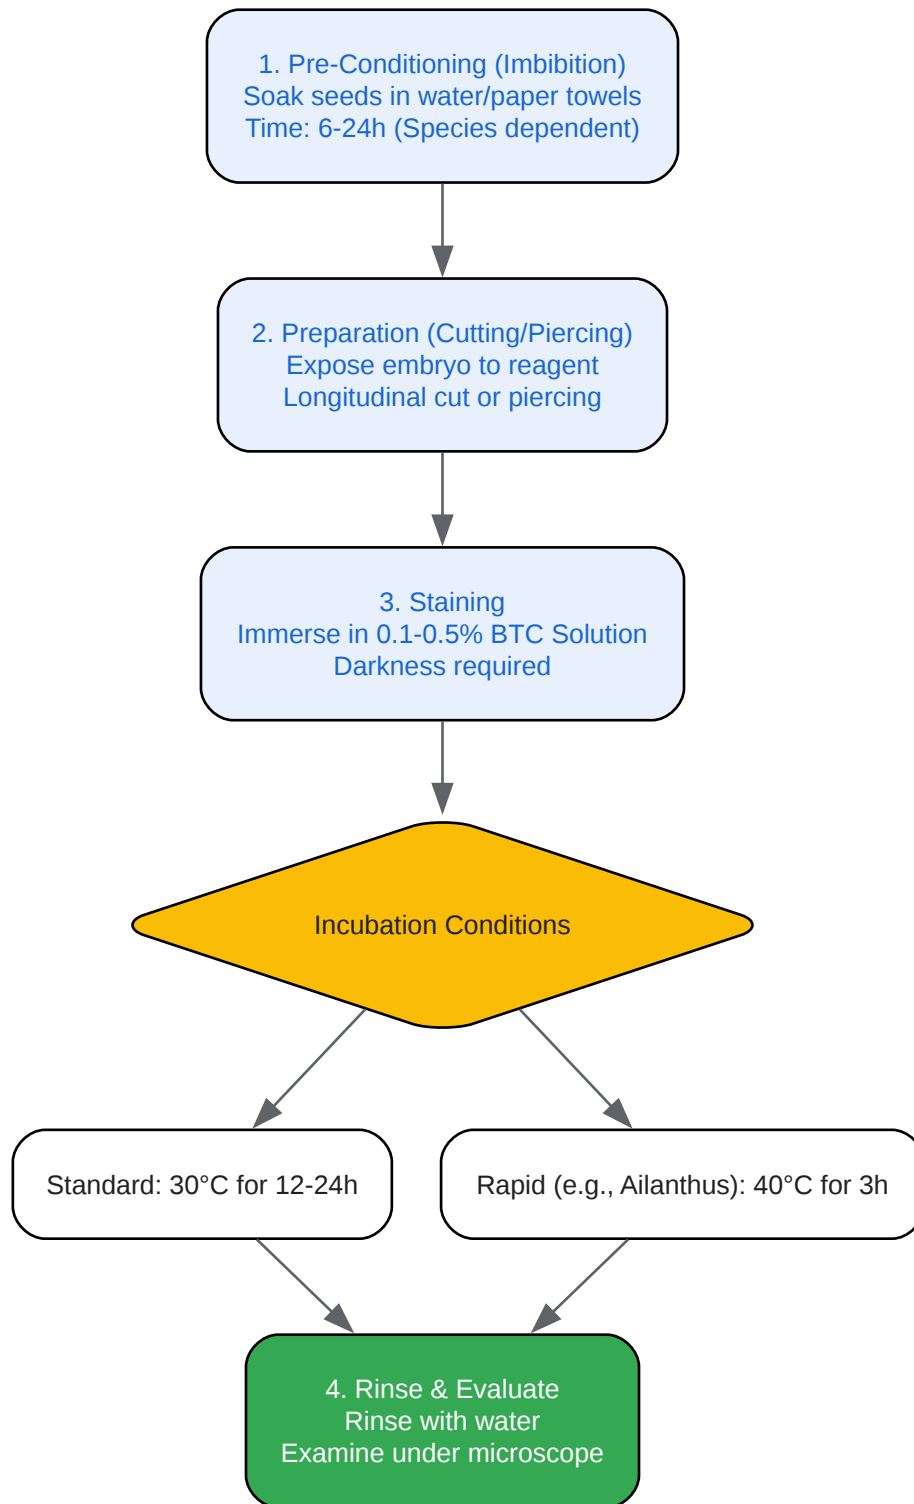 1. Pre-Conditioning (Imbibition)
Soak seeds in water/paper towels
Time: 6-24h (Species dependent)
2. Preparation (Cutting/Piercing)
Expose embryo to reagent
Longitudinal cut or piercing
3. Staining
Immerse in 0.1-0.5% BTC Solution
Darkness required
Incubation Conditions
Standard: 30°C for 12-24h
Rapid (e.g., Ailanthus): 40°C for 3h
4. Rinse & Evaluate
Rinse with water
Examine under microscope